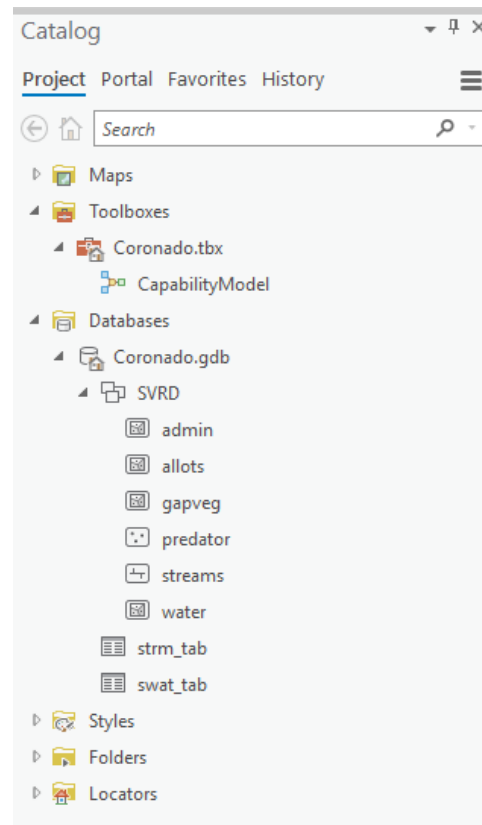 Catalog
Project Portal Favorites History
Search
Maps
Toolboxes
Coronado.tbx
CapabilityModel
Databases
Coronado.gdb
SVRD
admin
allots
gapveg
predator
streams
water
strm_tab
swat_tab
Styles
Folders
Locators